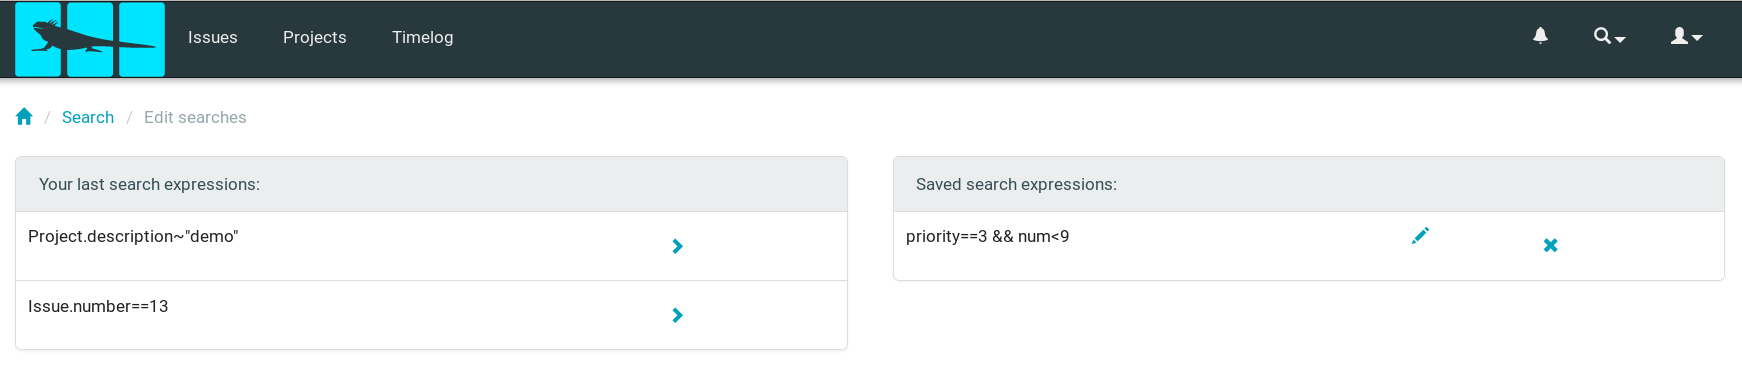 Issues Projects Timelog
/ Search / Edit searches
Your last search expressions:
Project.description~"demo"
Issue.number==13
Saved search expressions:
priority==3 && num<9